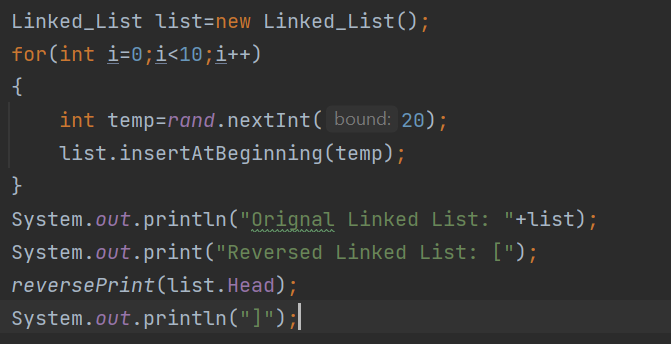 Linked_List list=new Linked_List();
for(int i=0;i<10;i++)
{
int temp=rand.nextInt( bound: 20);
list.insertAtBeginning(temp);
}
System.out.println("Orignal Linked List: "+list);
System.out.print("Reversed Linked List: [");
reversePrint(list.Head);
System.out.println("]");